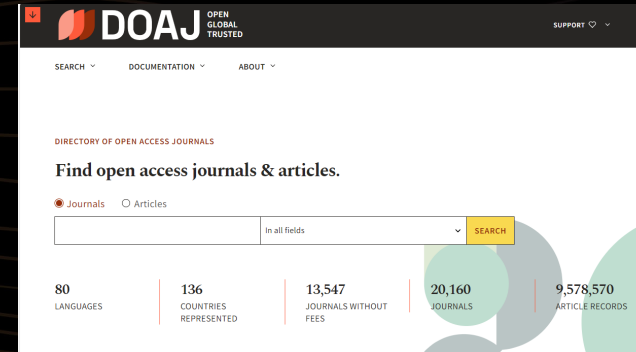 DOAJ
OPEN
GLOBAL
TRUSTED
SUPPORT
SEARCH
DOCUMENTATION
ABOUT
DIRECTORY OF OPEN ACCESS JOURNALS
Find open access journals & articles.
Journals
Articles
In all fields
SEARCH
80
LANGUAGES
136
COUNTRIES
REPRESENTED
13,547
JOURNALS WITHOUT
FEES
20,160
JOURNALS
9,578,570
ARTICLE RECORDS